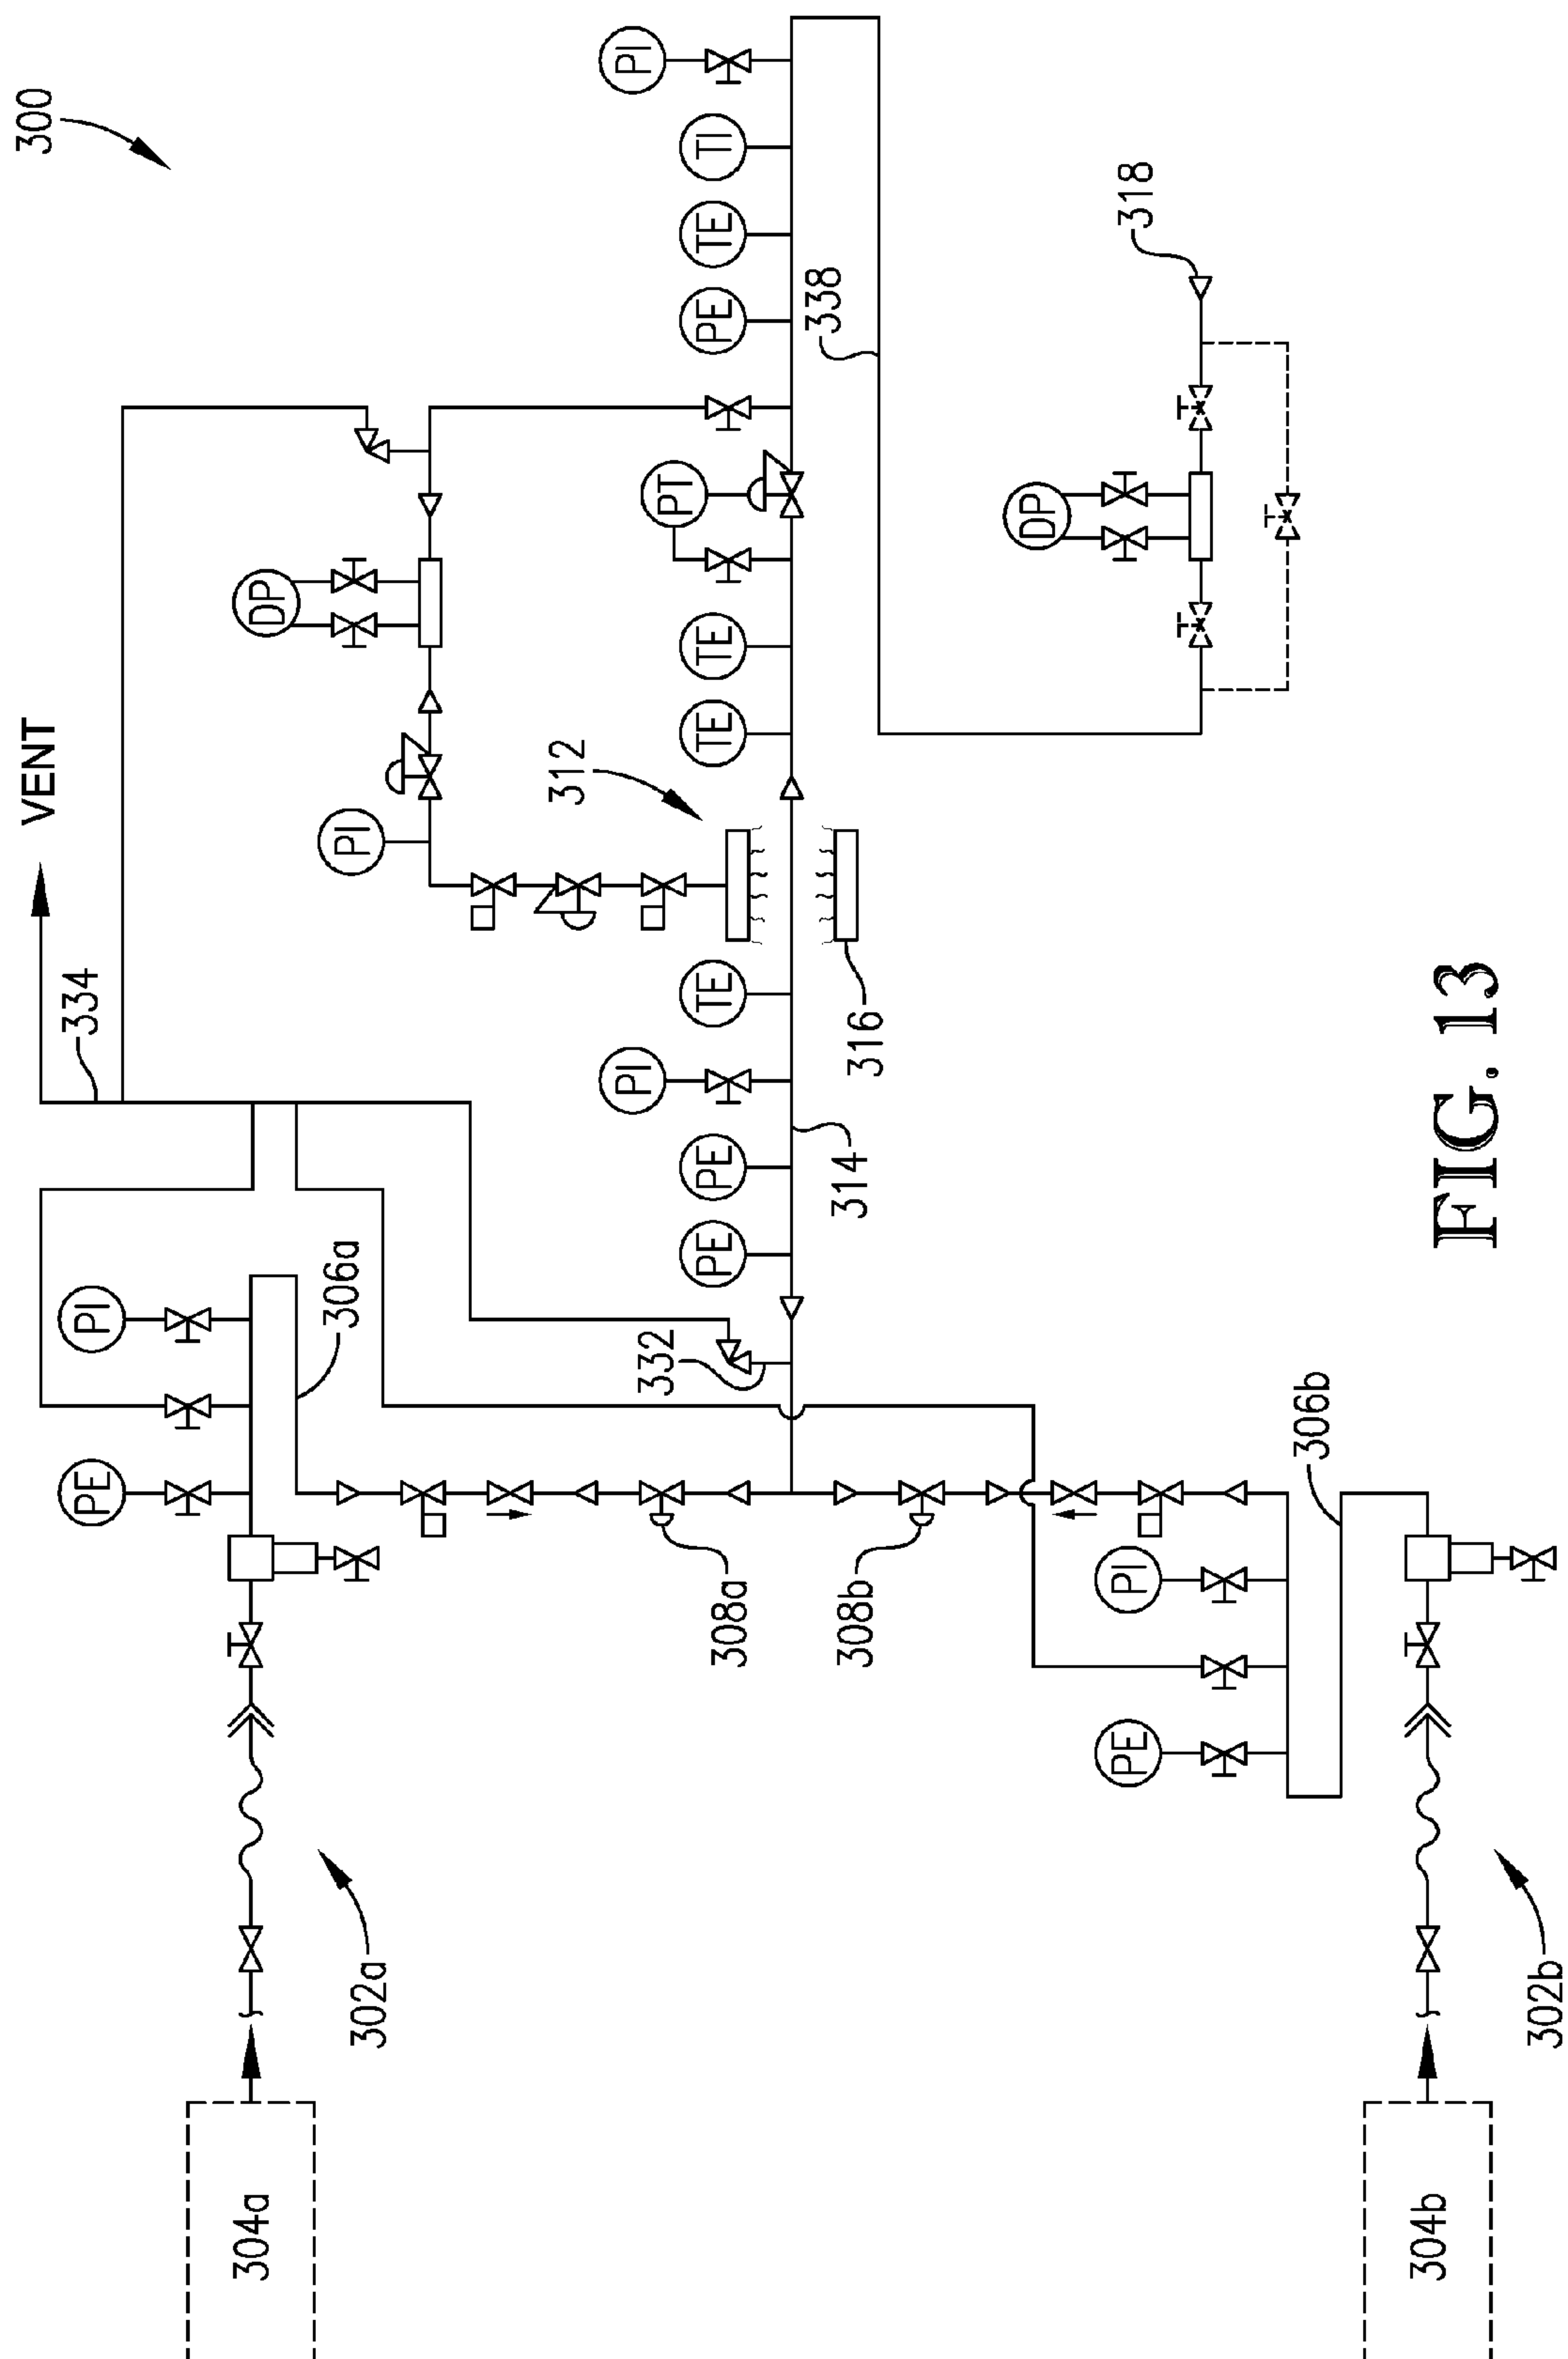 300
PI
TI
TE
PE
338
318
PT
DP
DP
TE
TE
312
PI
VENT
334
TE
316
PI
PE
314
PE
PI
306a
332
PE
306b
308a
308b
PI
PE
302a
302b
304a
304b
FIG. 13